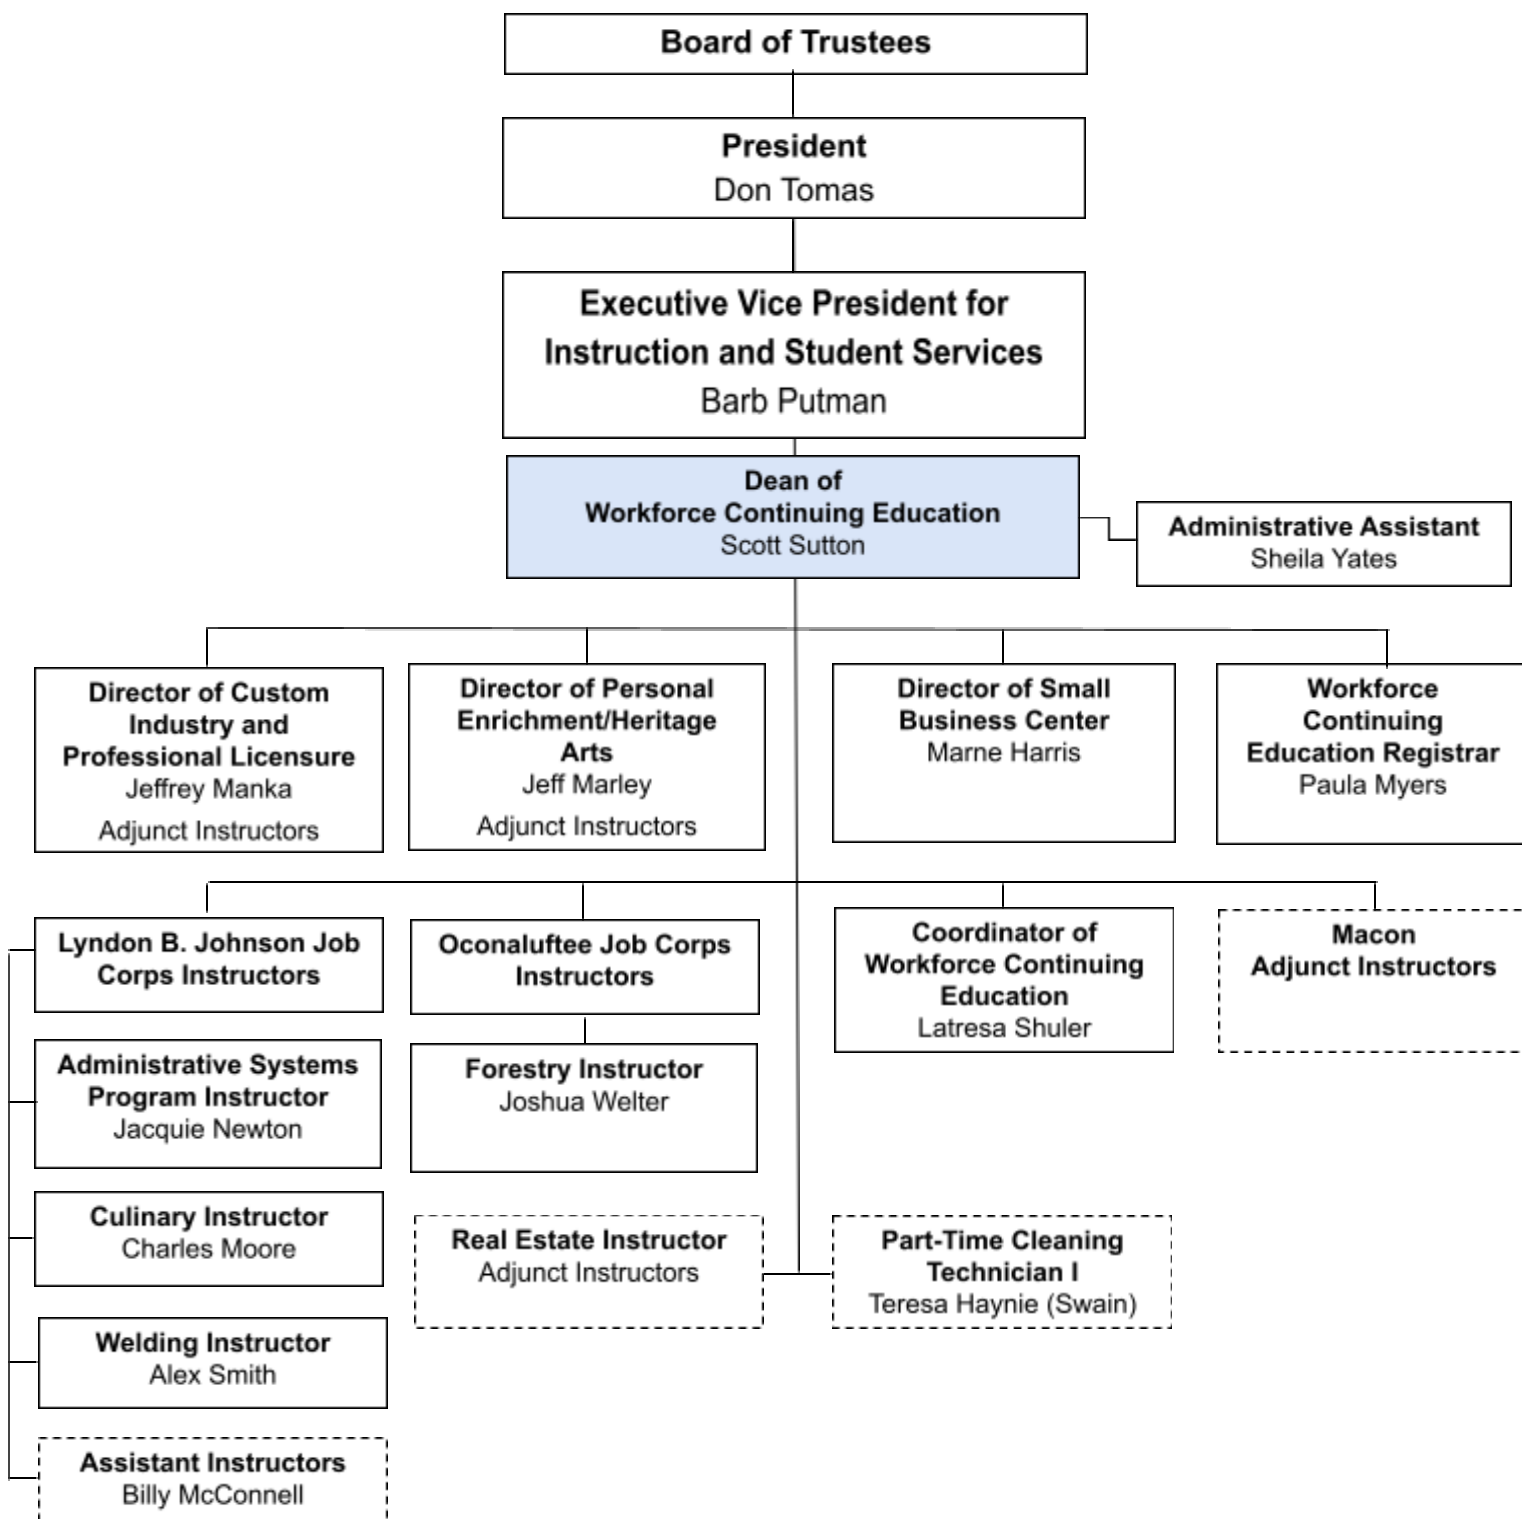 Board of Trustees
President
Don Tomas
Executive Vice President for
Instruction and Student Services
Barb Putman
Dean of
Workforce Continuing Education
Scott Sutton
Administrative Assistant
Sheila Yates
Director of Custom
Industry and
Professional Licensure
Jeffrey Manka
Adjunct Instructors
Director of Personal
Enrichment/Heritage
Arts
Jeff Marley
Adjunct Instructors
Director of Small
Business Center
Marne Harris
Workforce
Continuing
Education Registrar
Paula Myers
Lyndon B. Johnson Job
Corps Instructors
Oconaluftee Job Corps
Instructors
Coordinator of
Workforce Continuing
Education
Latresa Shuler
Macon
Adjunct Instructors
Administrative Systems
Program Instructor
Jacquie Newton
Forestry Instructor
Joshua Welter
Culinary Instructor
Charles Moore
Real Estate Instructor
Adjunct Instructors
Part-Time Cleaning
Technician I
Teresa Haynie (Swain)
Welding Instructor
Alex Smith
Assistant Instructors
Billy McConnell